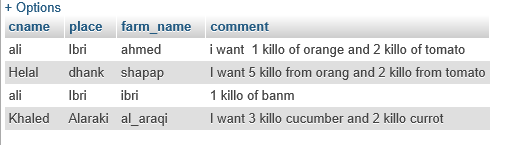 + Options
cname place farm_name comment
ali Ibri ahmed i want 1 killo of orange and 2 killo of tomato
Helal dhank shapap I want 5 killo from orang and 2 killo from tomato
ali Ibri ibri 1 killo of banm
Khaled Alaraki al_araqi I want 3 killo cucumber and 2 killo currot